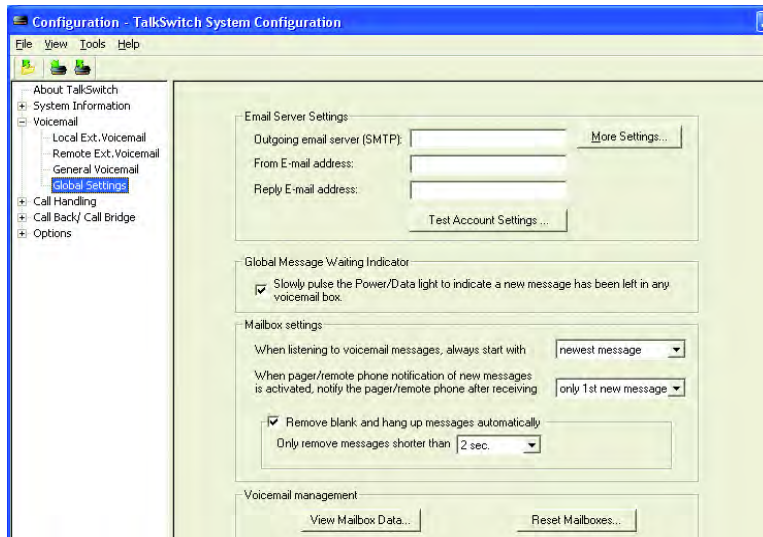 Configuration - TalkSwitch System Configuration
File View Tools Help
About TalkSwitch
System Information
Voicemail
Local Ext.Voicemail
Remote Ext.Voicemail
General Voicemail
Global Settings
Call Handling
Call Back/ Call Bridge
Options
Email Server Settings
Outgoing email server (SMTP):
More Settings...
From E-mail address:
Reply E-mail address:
Test Account Settings ...
Global Message Waiting Indicator
Slowly pulse the Power/Data light to indicate a new message has been left in any
voicemail box.
Mailbox settings
When listening to voicemail messages, always start with newest message
When pager/remote phone notification of new messages
is activated, notify the pager/remote phone after receiving only 1st new message
Remove blank and hang up messages automatically
Only remove messages shorter than 2 sec.
Voicemail management
View Mailbox Data... Reset Mailboxes...